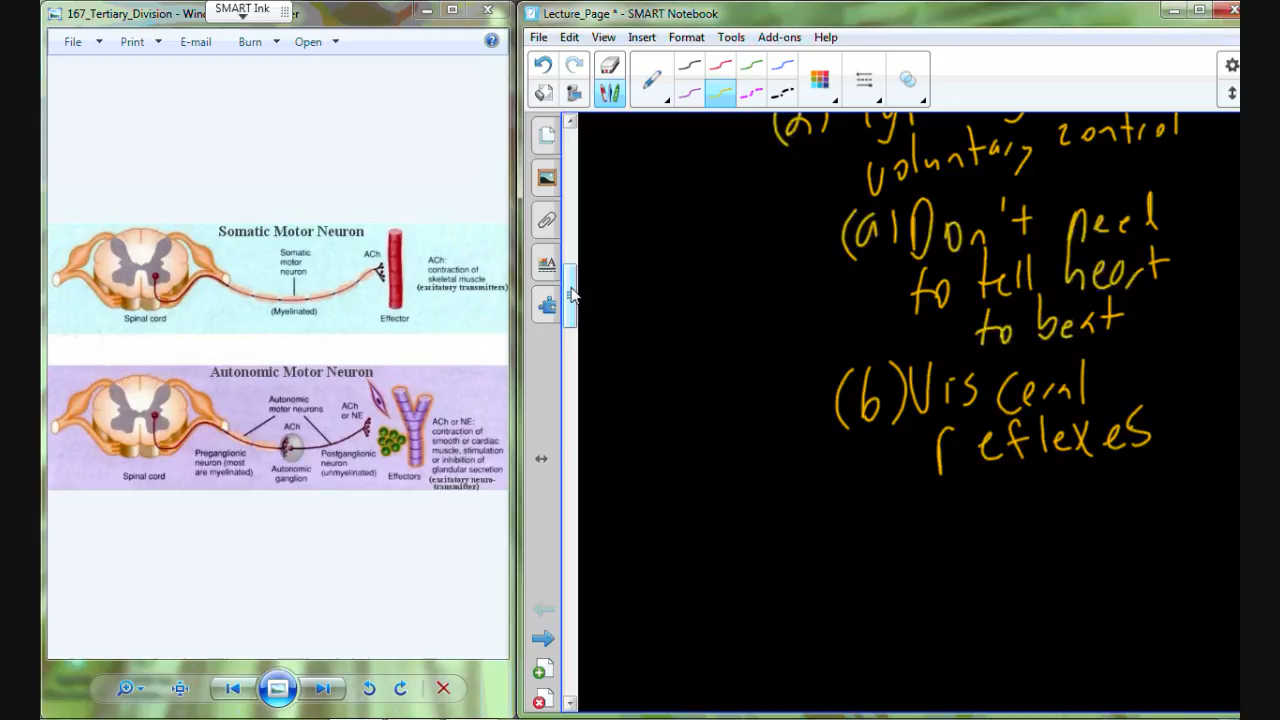 167_Tertiary_Division - Win
er
SMART Ink
File
Print
E-mail
Burn
Open
Somatic Motor Neuron
Somatic
motor
neuron
ACh
ACh:
contraction of
skeletal muscle
(excitatory transmitters)
(Myelinated)
Spinal cord
Effector
Autonomic Motor Neuron
Autonomic
motor neurons
ACh
ACh
or NE
ACh or NE:
contraction of
smooth or cardiac
muscle, stimulation
or inhibition of
glandular secretion
(excitatory neuro-
transmitter)
Preganglionic
neuron (most
are myelinated)
Autonomic
ganglion
Postganglionic
neuron
(unmyelinated)
Spinal cord
Effectors
Lecture_Page * - SMART Notebook
File Edit View Insert Format Tools Add-ons Help
voluntary control
(a) Don't need
to tell heart
to beat
(b) Visceral
reflexes